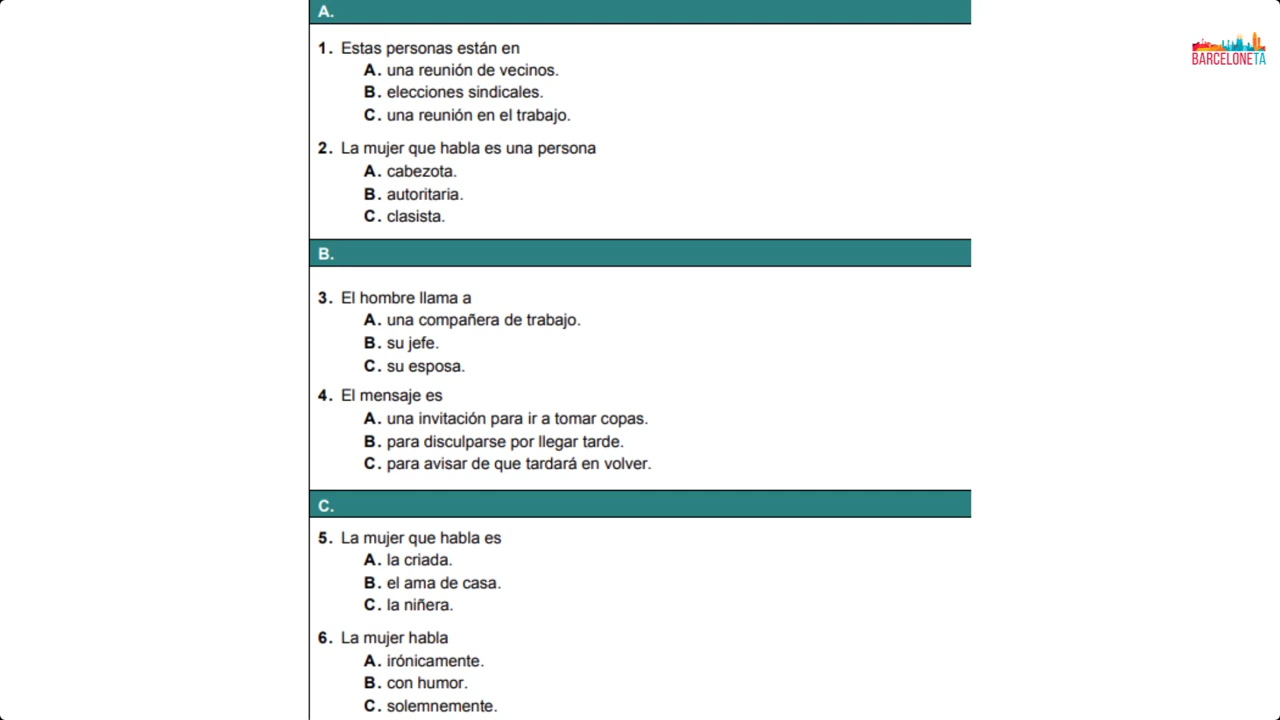 A.
BARCELONETA
1. Estas personas están en
A. una reunión de vecinos.
B. elecciones sindicales.
C. una reunión en el trabajo.
2. La mujer que habla es una persona
A. cabezota.
B. autoritaria.
C. clasista.
B.
3. El hombre llama a
A. una compañera de trabajo.
B. su jefe.
C. su esposa.
4. El mensaje es
A. una invitación para ir a tomar copas.
B. para disculparse por llegar tarde.
C. para avisar de que tardará en volver.
C.
5. La mujer que habla es
A. la criada.
B. el ama de casa.
C. la niñera.
6. La mujer habla
A. irónicamente.
B. con humor.
C. solemnemente.